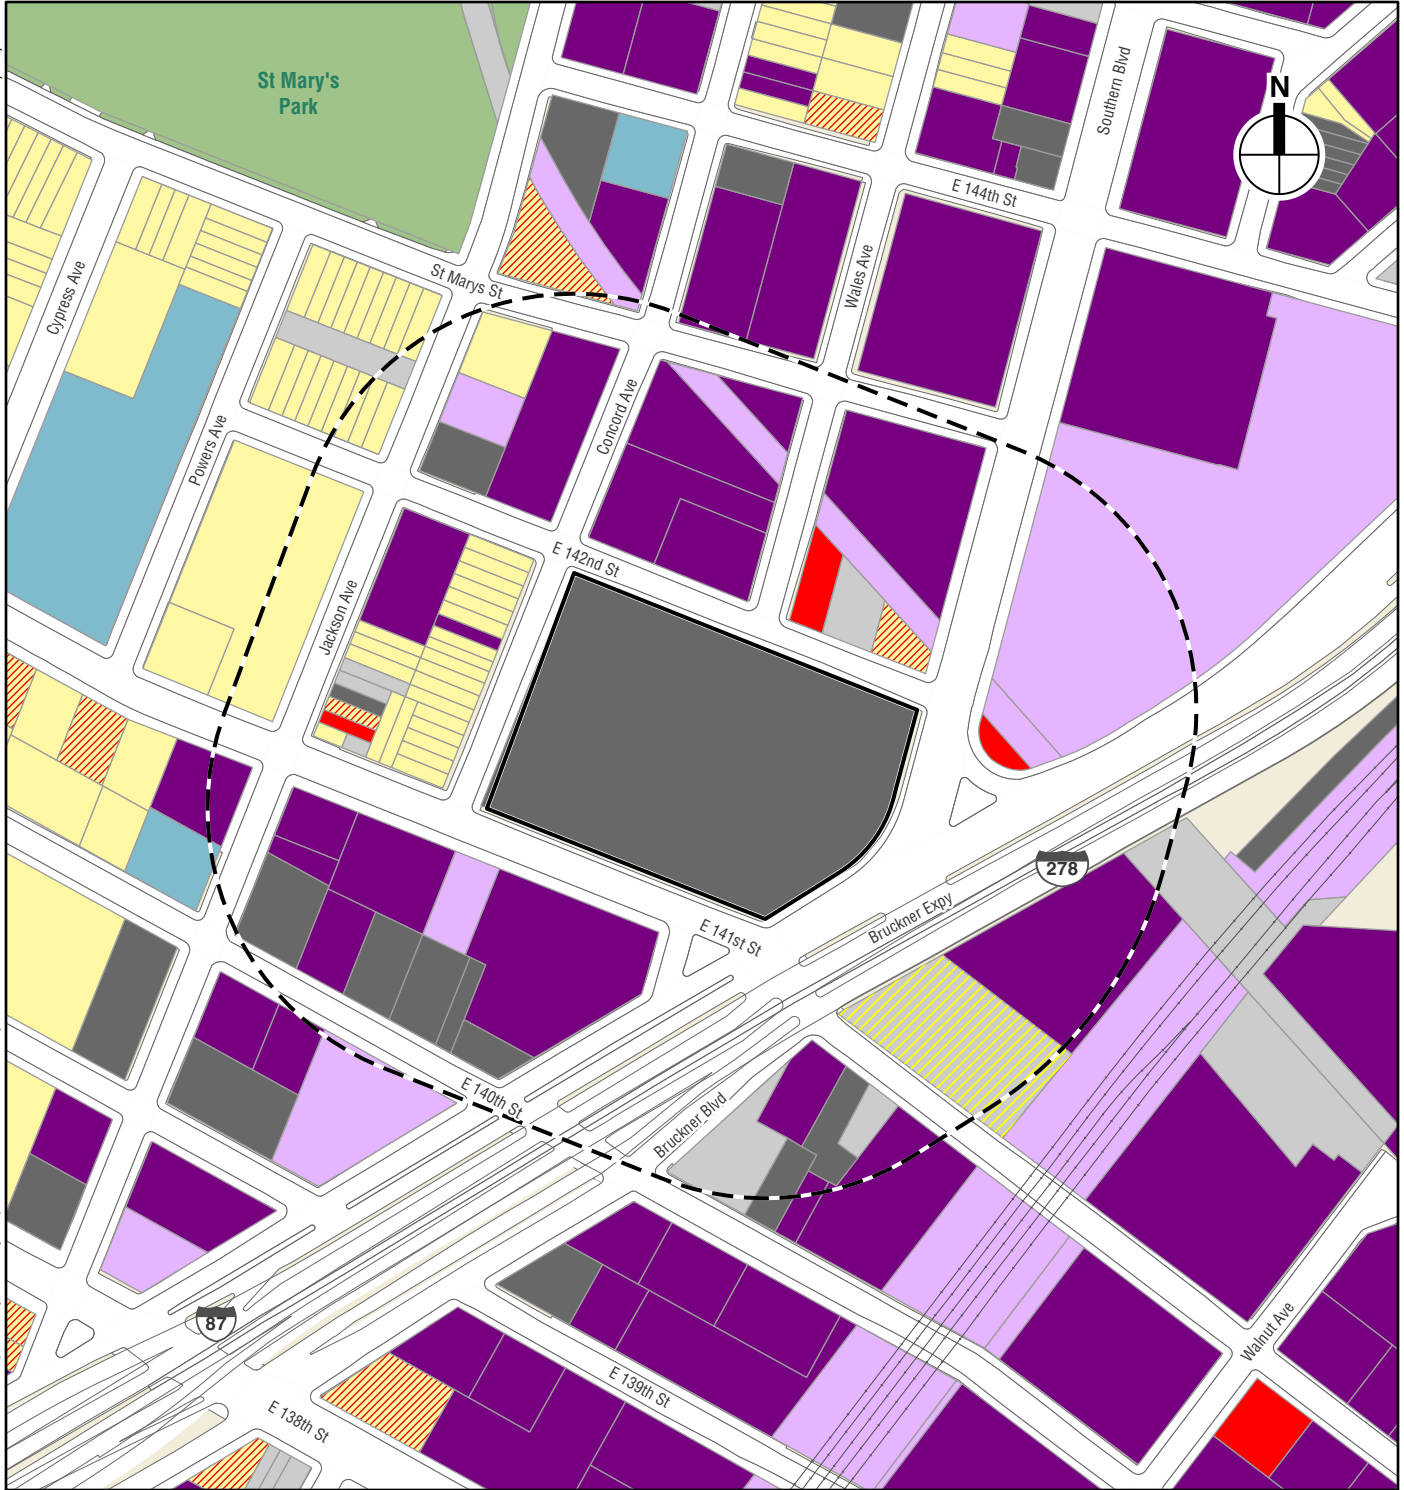 St Mary's
Park
Southern Blvd
N
E 144th St
St Marys St
Wales Ave
Cypress Ave
Concord Ave
Powers Ave
E 142nd St
Jackson Ave
278
Bruckner Expy
E 141st St
E 140th St
Bruckner Blvd
87
Walnut Ave
E 139th St
E 138th St